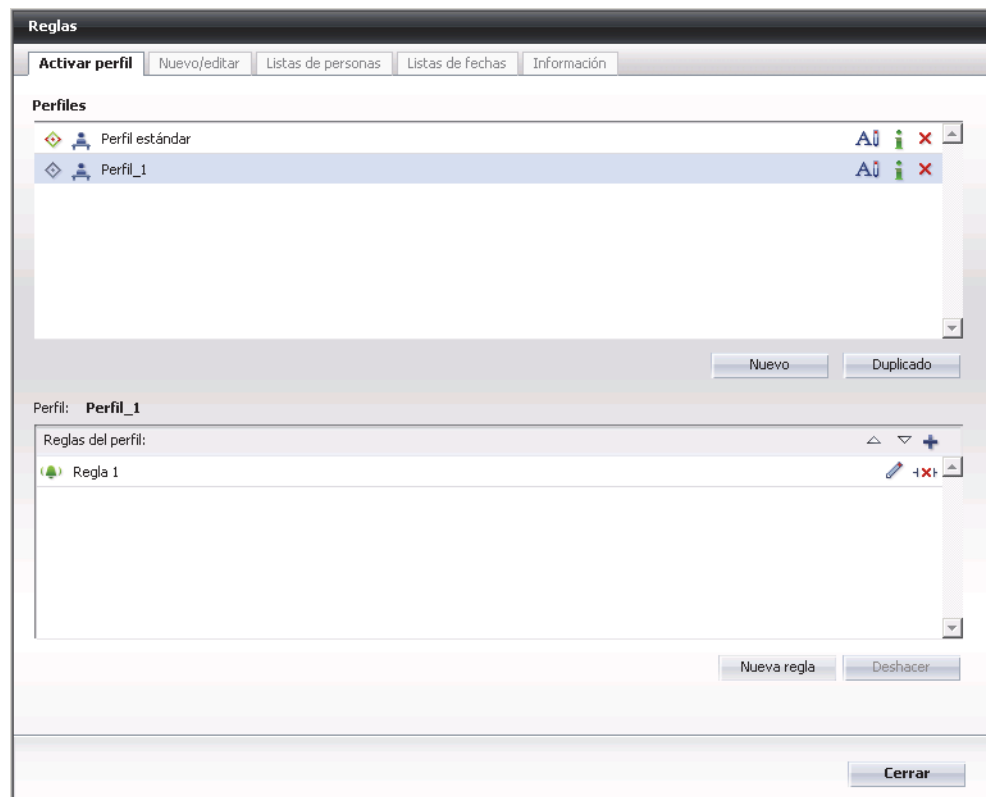 Reglas
Activar perfil Nuevo/editar Listas de personas Listas de fechas Información
Perfiles
Perfil estándar
Perfil_1
Nuevo Duplicado
Perfil: Perfil_1
Reglas del perfil:
Regla 1
Nueva regla Deshacer
Cerrar